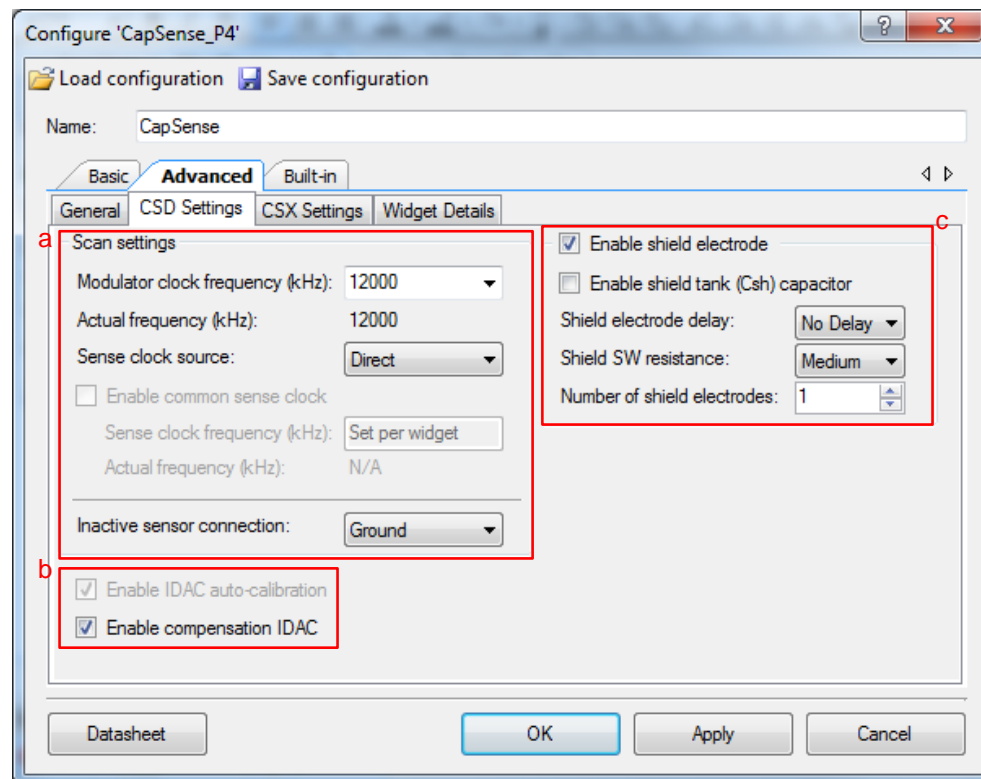 Configure 'CapSense_P4'
?
X
Load configuration Save configuration
Name: CapSense
Basic Advanced Built-in
General CSD Settings CSX Settings Widget Details
a
Scan settings
Modulator clock frequency (kHz): 12000
Actual frequency (kHz): 12000
Sense clock source: Direct
Enable common sense clock
Sense clock frequency (kHz): Set per widget
Actual frequency (kHz): N/A
Inactive sensor connection: Ground
b
Enable IDAC auto-calibration
Enable compensation IDAC
c
Enable shield electrode
Enable shield tank (Csh) capacitor
Shield electrode delay: No Delay
Shield SW resistance: Medium
Number of shield electrodes: 1
Datasheet OK Apply Cancel